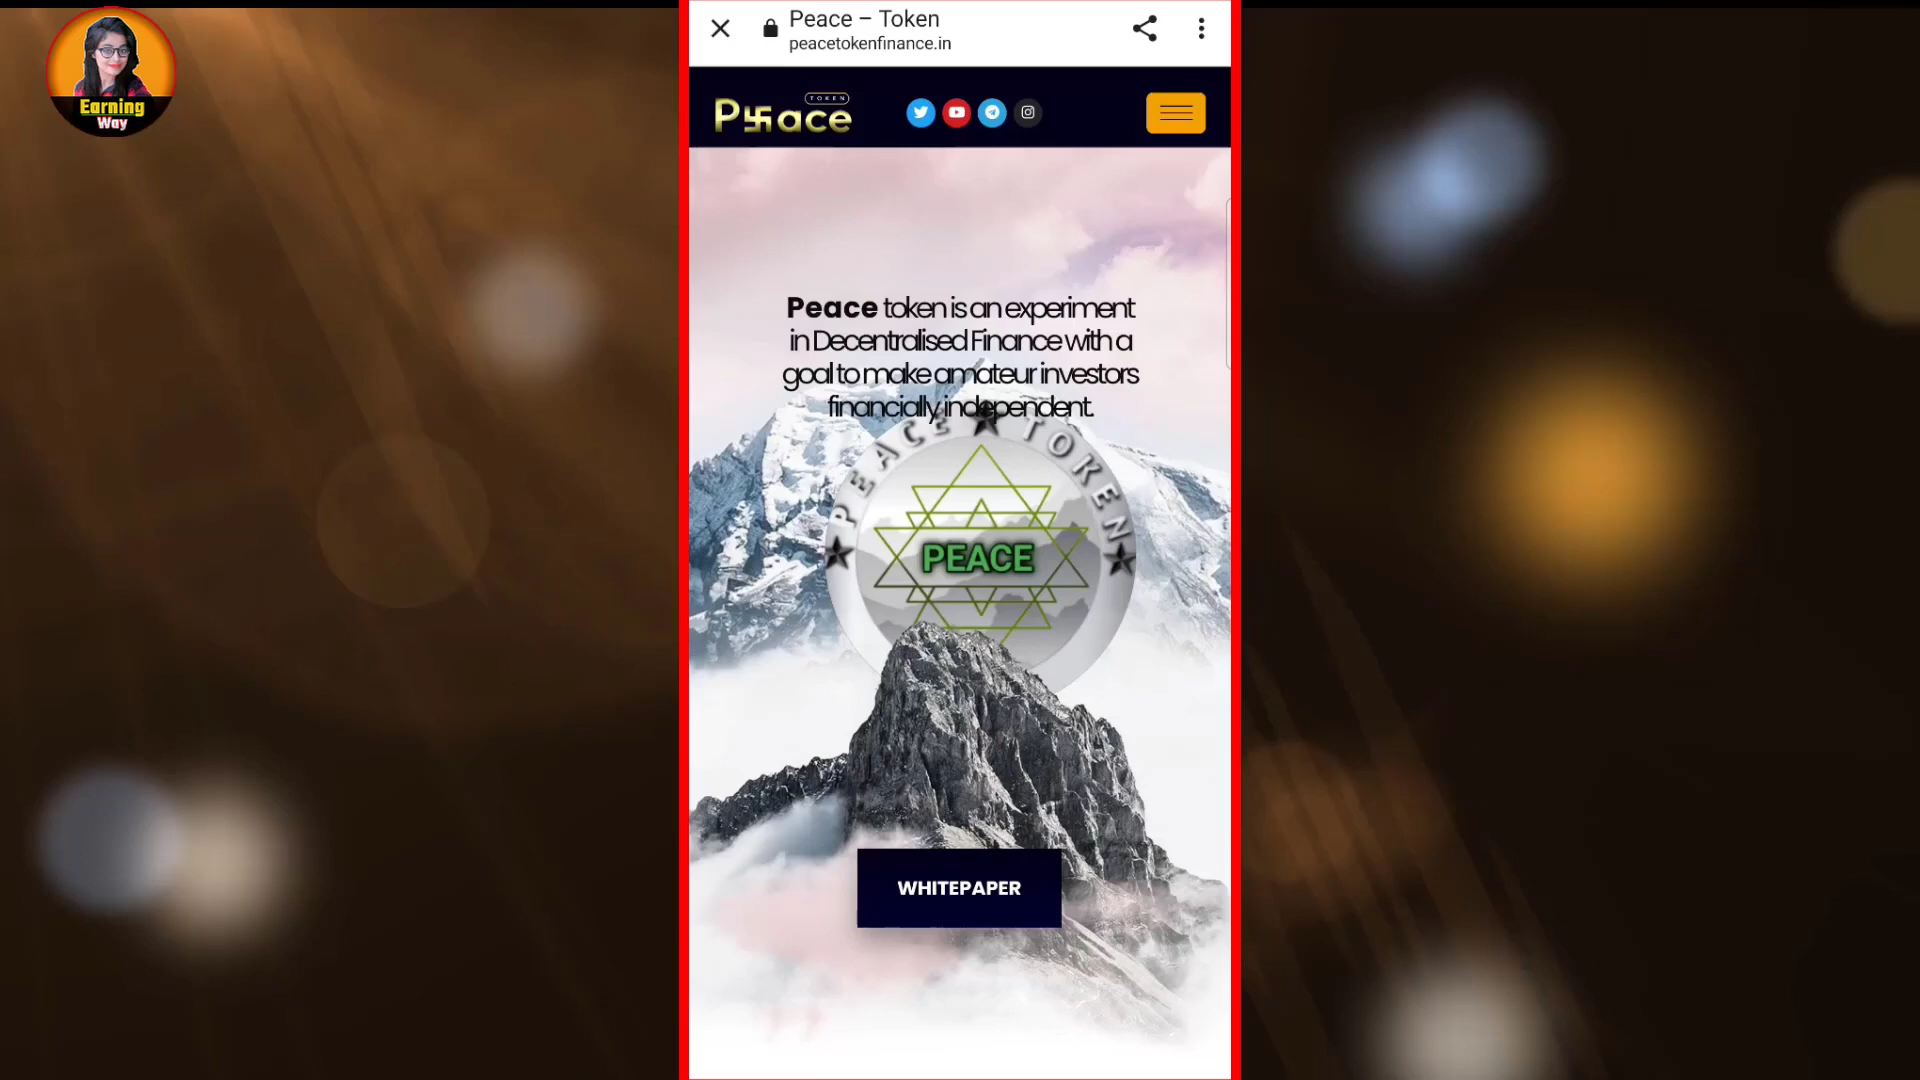 Earning
Way
Peace – Token
peacetokenfinance.in
TOKEN
Peace
Peace token is an experiment
in Decentralised Finance with a
goal to make amateur investors
financially independent.
PEACE TOKEN
PEACE
WHITEPAPER